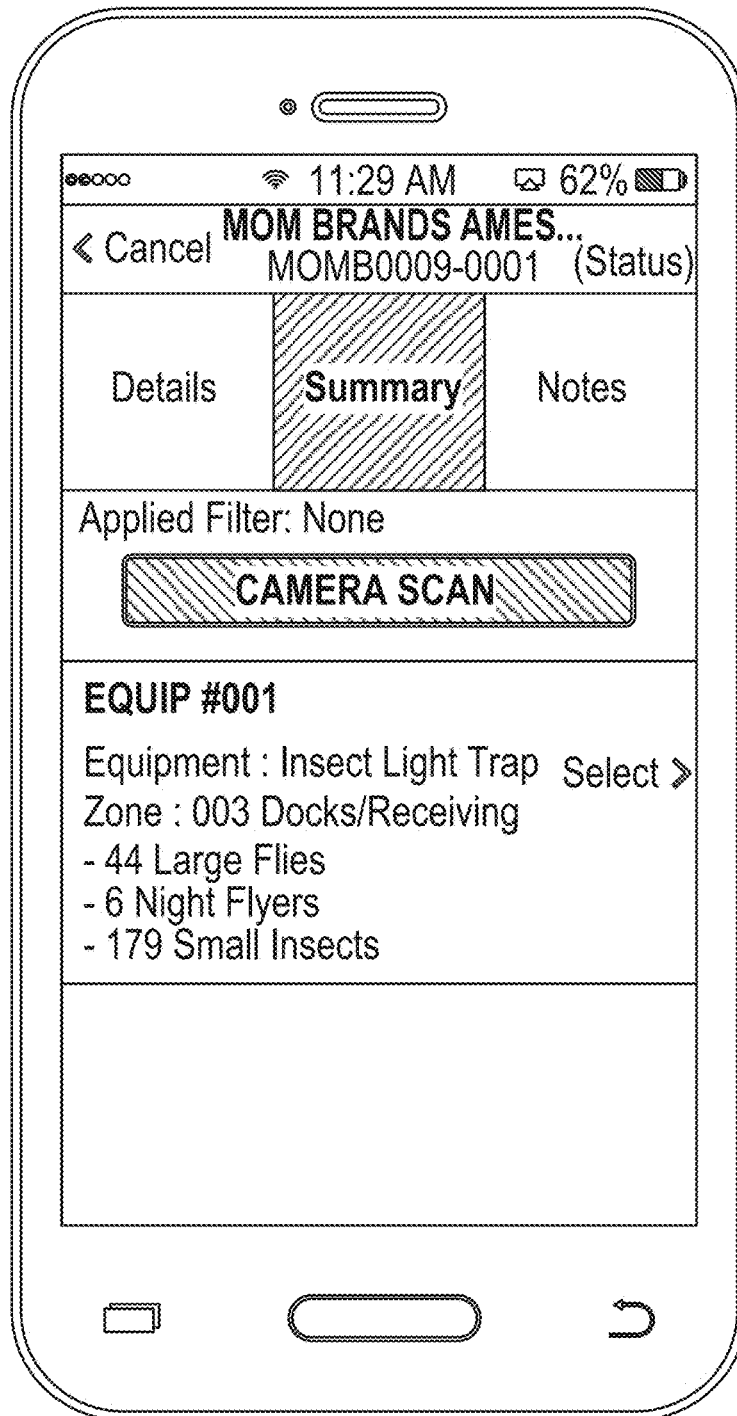 11:29 AM 62%
Cancel MOM BRANDS AMES... (Status)
MOMB0009-0001
Details Summary Notes
Applied Filter: None
CAMERA SCAN
EQUIP #001
Equipment : Insect Light Trap Select >
Zone : 003 Docks/Receiving
- 44 Large Flies
- 6 Night Flyers
- 179 Small Insects